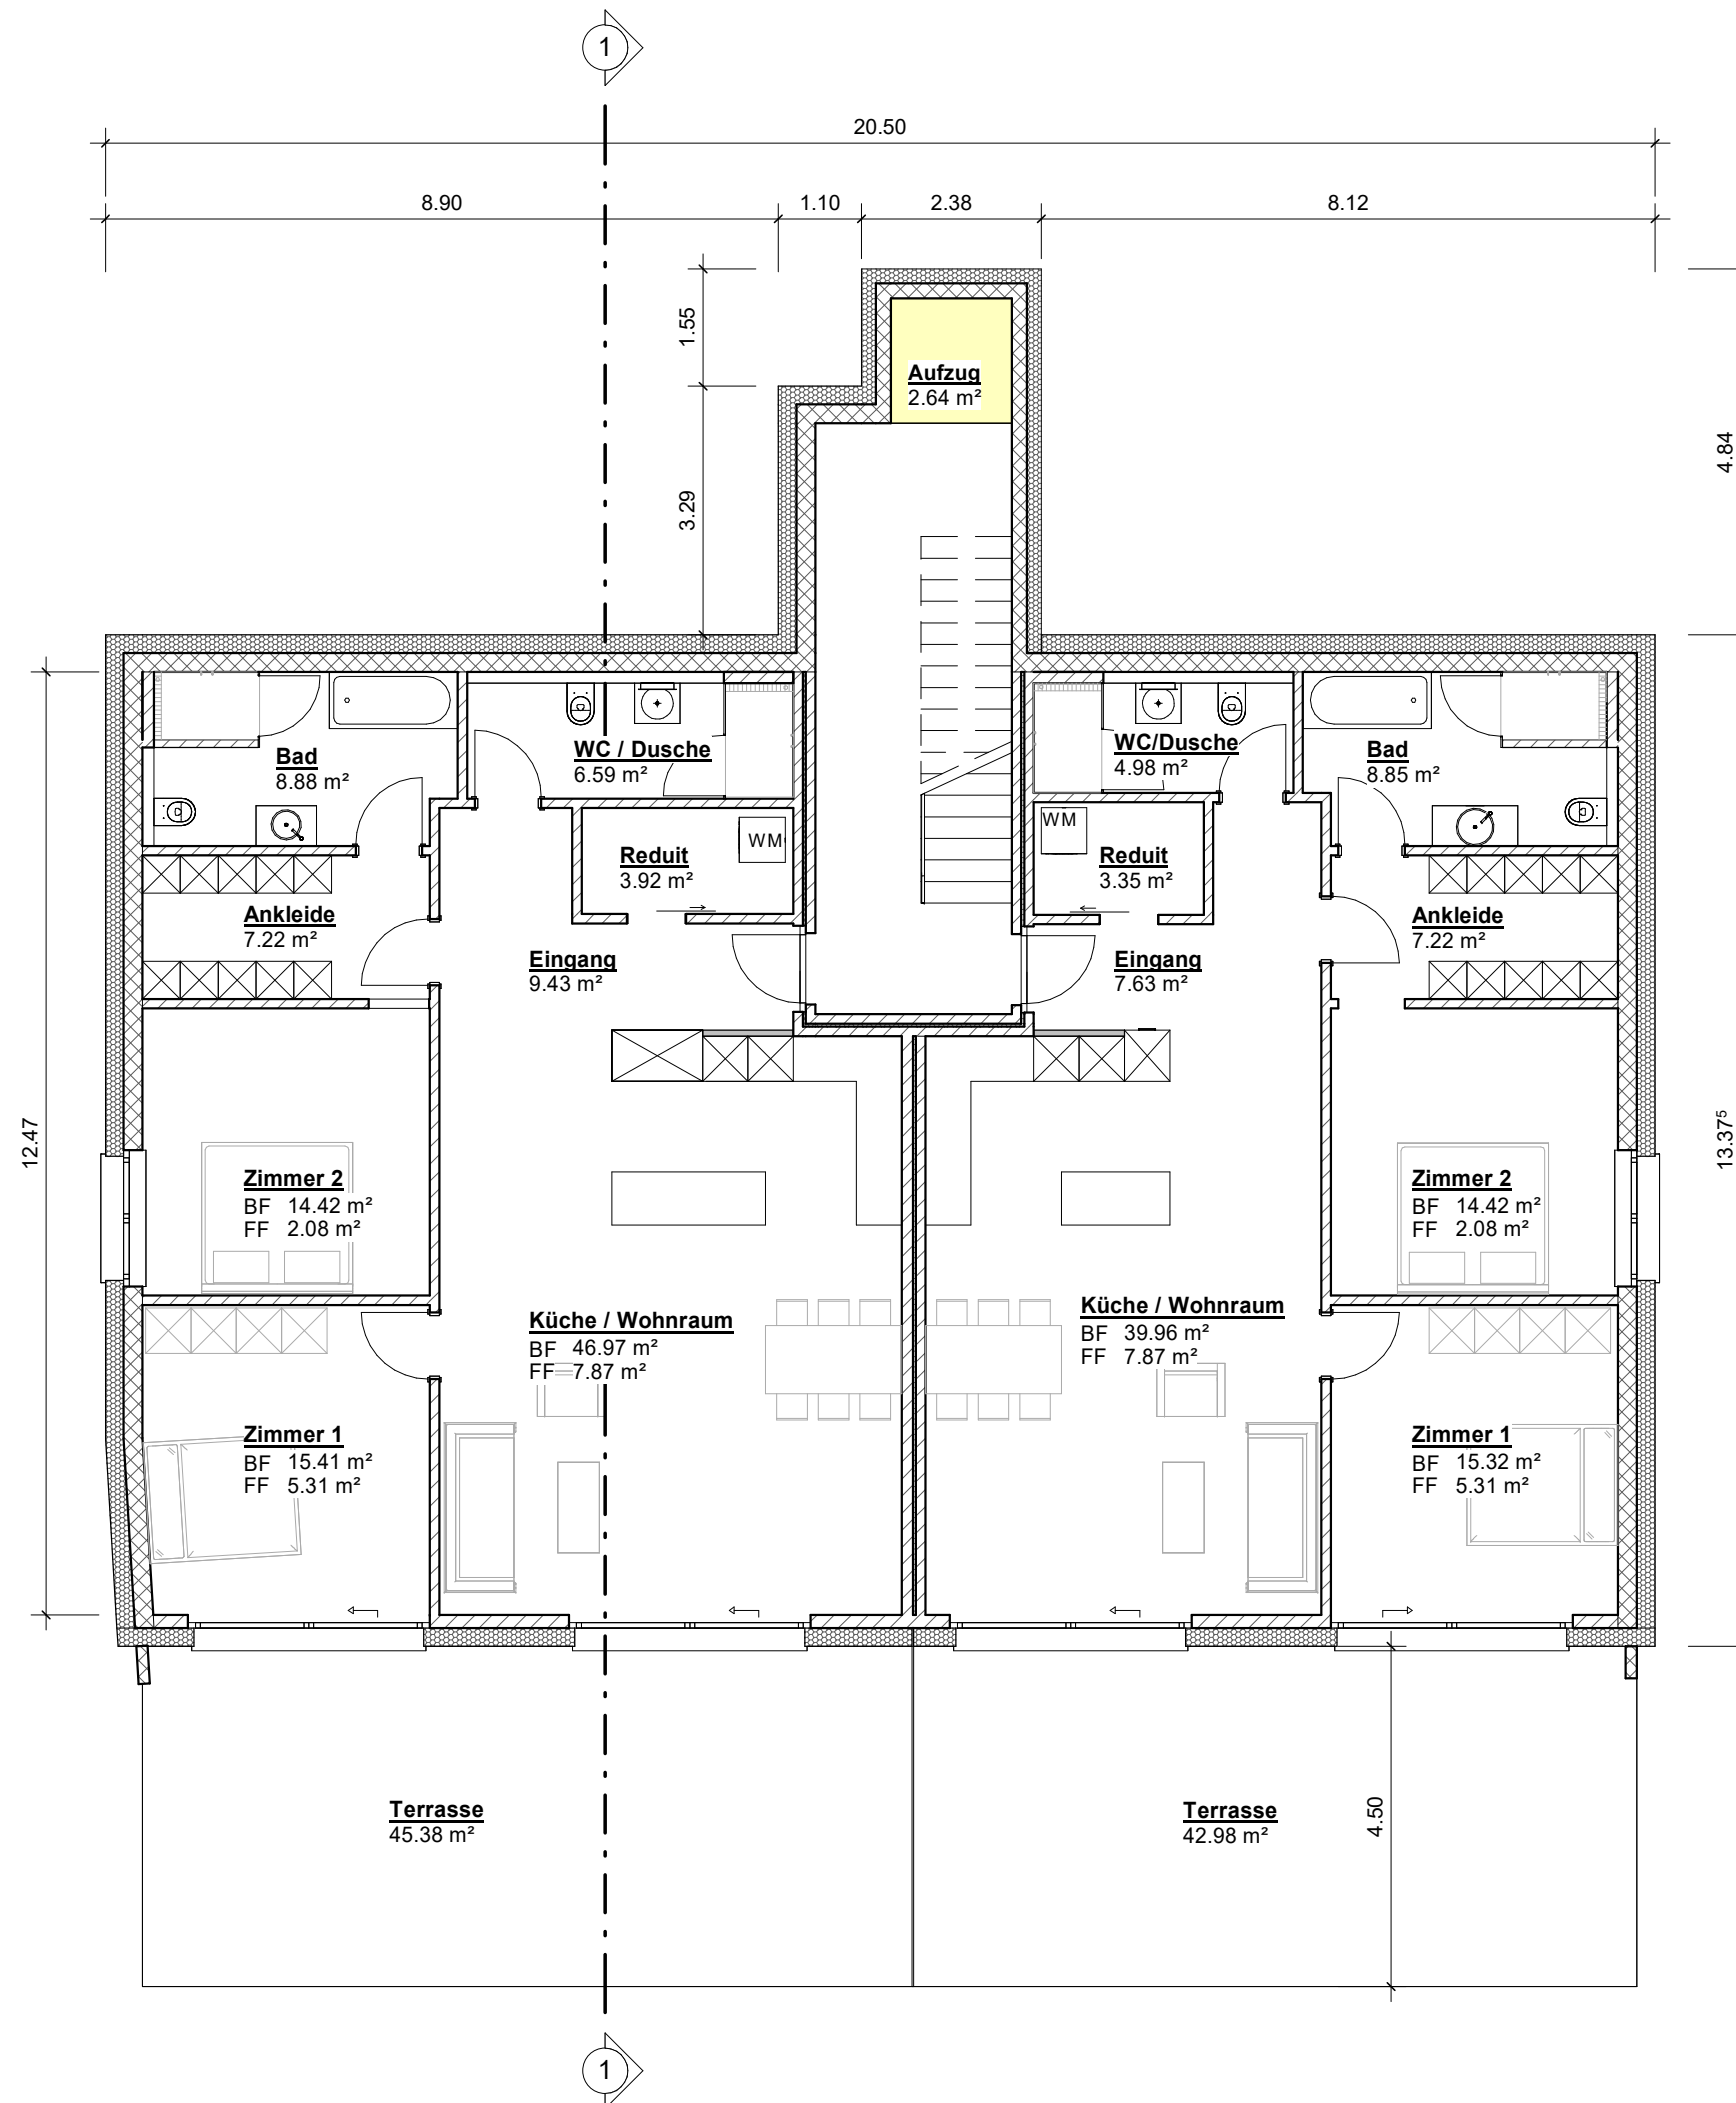 1
20.50
8.90
1.10
2.38
8.12
1.55
Aufzug
2.64 m²
4.84
3.29
WC / Dusche
6.59 m²
WC/Dusche
4.98 m²
Bad
8.88 m²
Bad
8.85 m²
WM
WM
Reduit
3.92 m²
Reduit
3.35 m²
Ankleide
7.22 m²
Ankleide
7.22 m²
Eingang
9.43 m²
Eingang
7.63 m²
12.47
13.37⁵
Zimmer 2
BF 14.42 m²
FF 2.08 m²
Zimmer 2
BF 14.42 m²
FF 2.08 m²
Küche / Wohnraum
BF 46.97 m²
FF 7.87 m²
Küche / Wohnraum
BF 39.96 m²
FF 7.87 m²
Zimmer 1
BF 15.41 m²
FF 5.31 m²
Zimmer 1
BF 15.32 m²
FF 5.31 m²
Terrasse
45.38 m²
Terrasse
42.98 m²
4.50
1